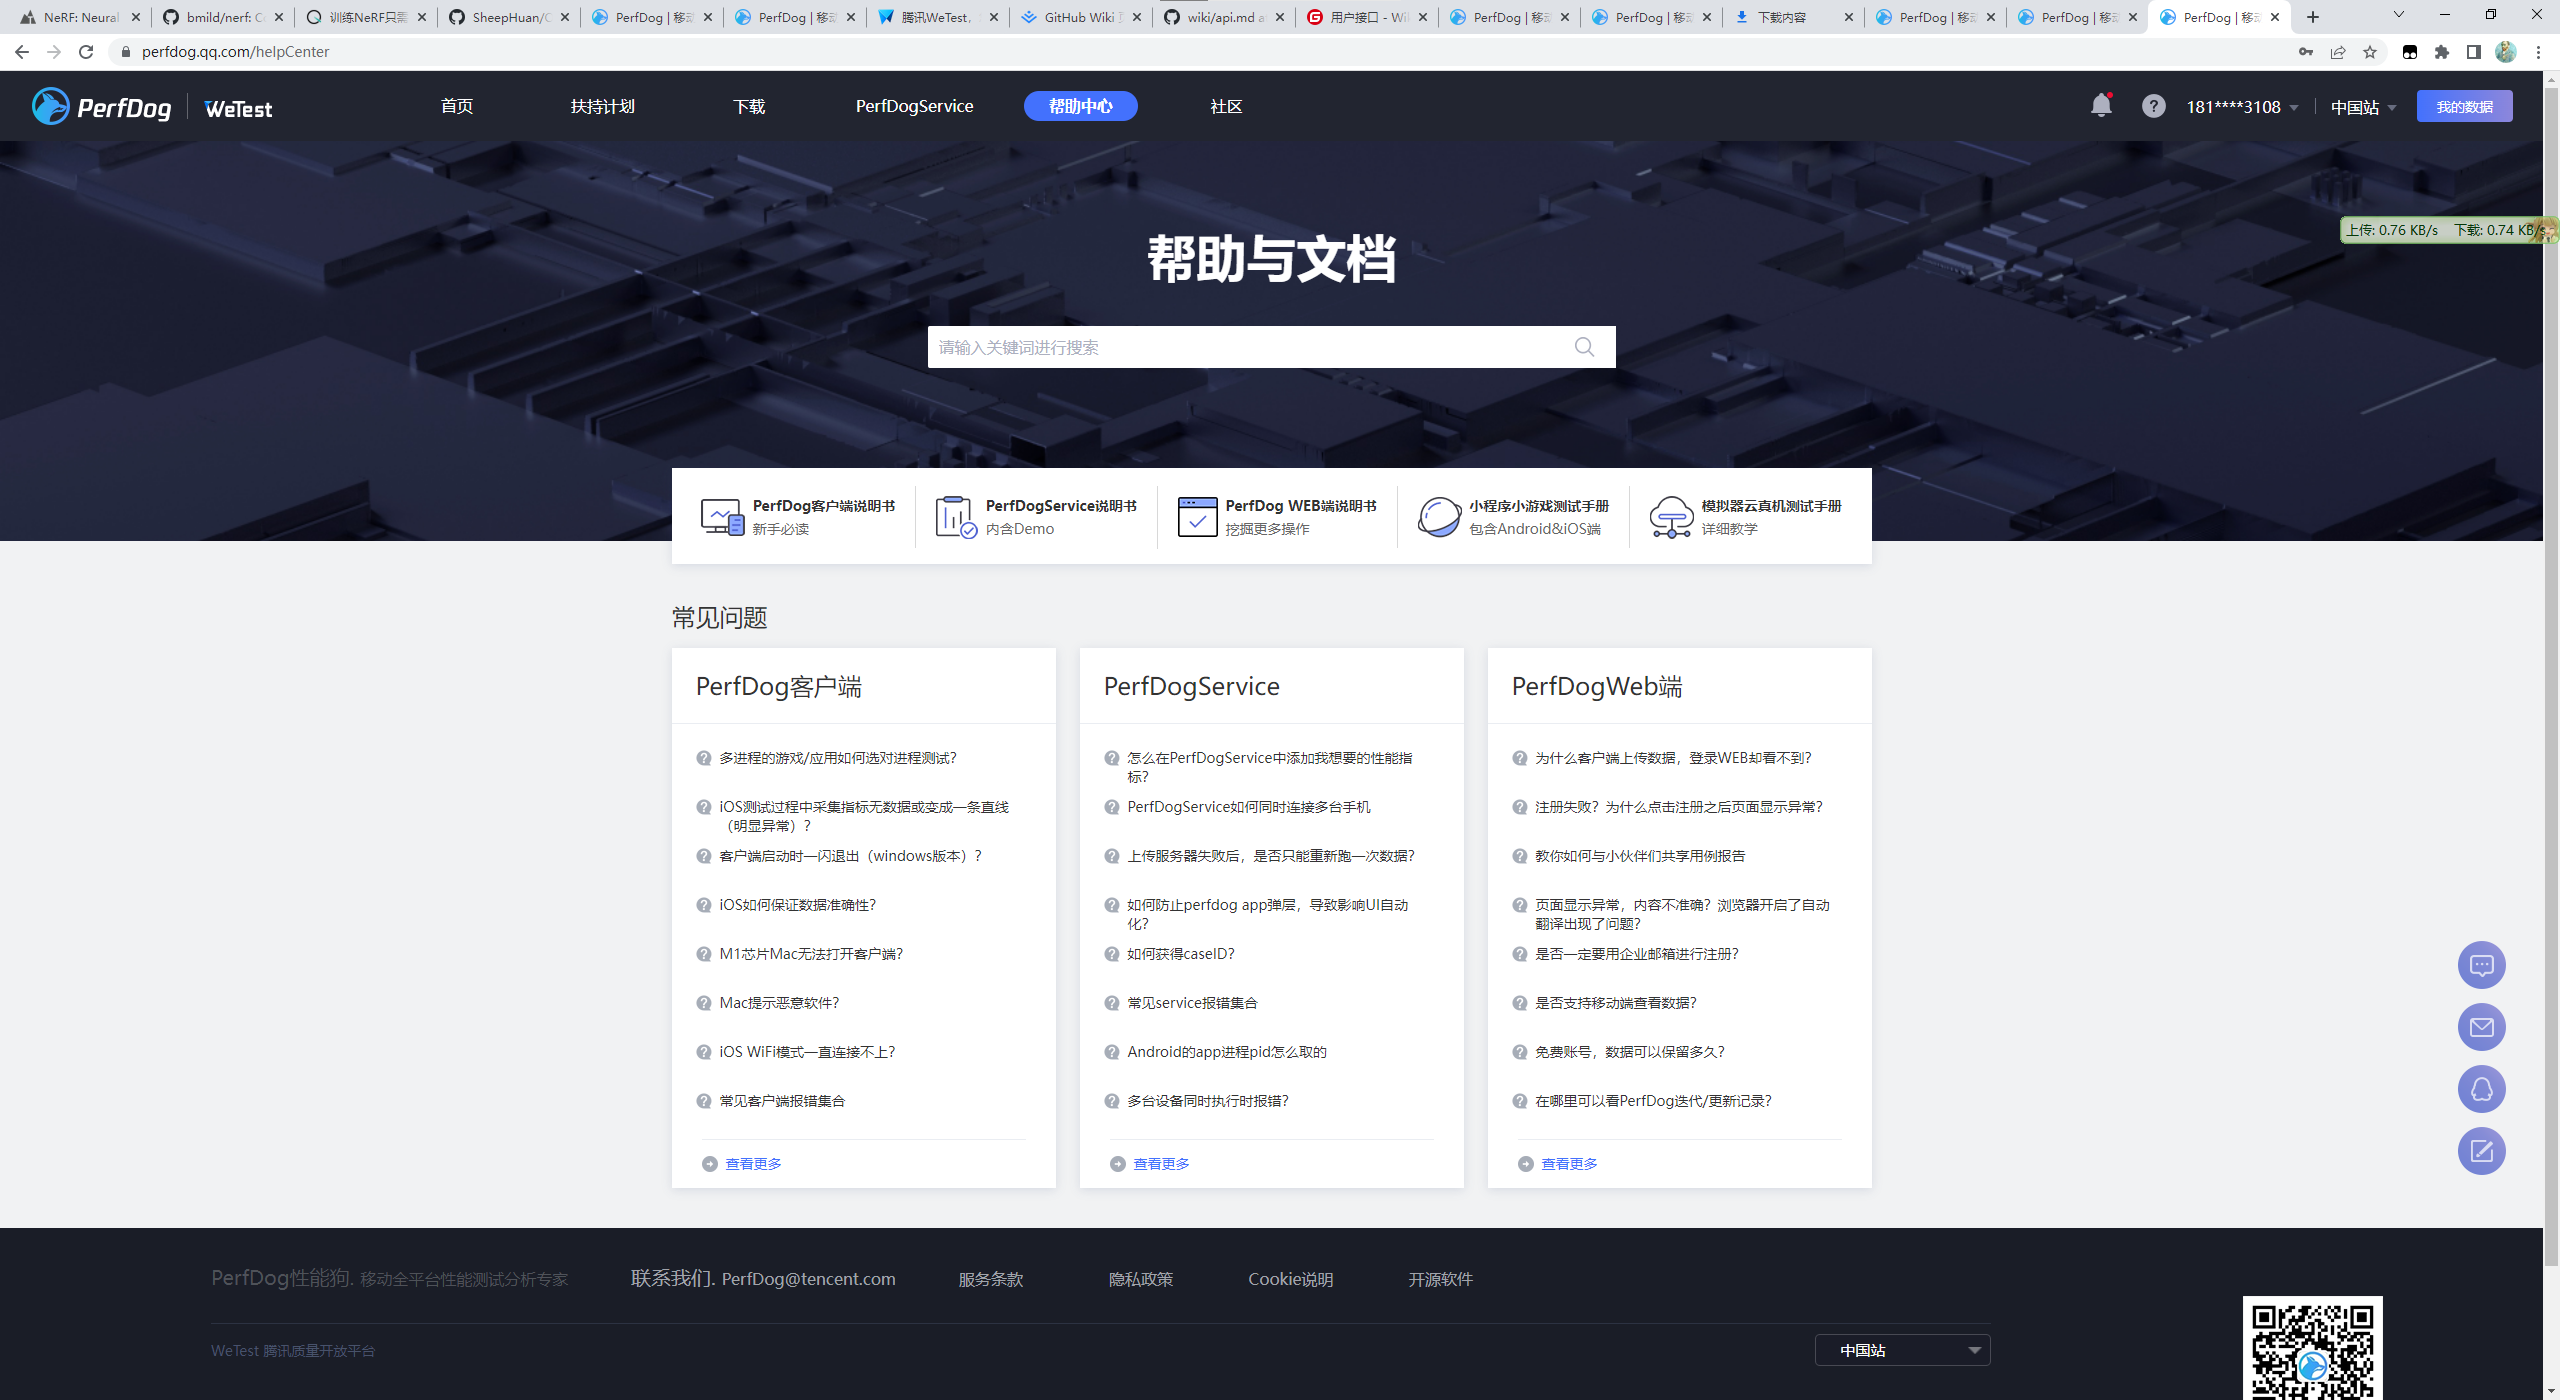 NeRF: Neural
bmild/nerf: Co
训练NeRF只需
SheepHuan/C
PerfDog | 移动
PerfDog | 移动
腾讯WeTest,
GitHub Wiki
wiki/api.md a
用户接口 - Wi
PerfDog | 移动
PerfDog | 移动
下载内容
PerfDog | 移动
PerfDog | 移动
PerfDog | 移动
perfdog.qq.com/helpCenter
PerfDog
WeTest
首页
扶持计划
下载
PerfDogService
帮助中心
社区
181****3108
中国站
我的数据
上传: 0.76 KB/s 下载: 0.74 KB/s
帮助与文档
请输入关键词进行搜索
PerfDog客户端说明书
新手必读
PerfDogService说明书
内含Demo
PerfDog WEB端说明书
挖掘更多操作
小程序小游戏测试手册
包含Android&iOS端
模拟器云真机测试手册
详细教学
常见问题
PerfDog客户端
多进程的游戏/应用如何选对进程测试?
iOS测试过程中采集指标无数据或变成一条直线
（明显异常）?
客户端启动时一闪退出（windows版本）?
iOS如何保证数据准确性?
M1芯片Mac无法打开客户端?
Mac提示恶意软件?
iOS WiFi模式一直连接不上?
常见客户端报错集合
查看更多
PerfDogService
怎么在PerfDogService中添加我想要的性能指
标?
PerfDogService如何同时连接多台手机
上传服务器失败后，是否只能重新跑一次数据?
如何防止perfdog app弹层，导致影响UI自动
化?
如何获得caseID?
常见service报错集合
Android的app进程pid怎么取的
多台设备同时执行时报错?
查看更多
PerfDogWeb端
为什么客户端上传数据，登录WEB却看不到?
注册失败？为什么点击注册之后页面显示异常?
教你如何与小伙伴们共享用例报告
页面显示异常，内容不准确？浏览器开启了自动
翻译出现了问题?
是否一定要用企业邮箱进行注册?
是否支持移动端查看数据?
免费账号，数据可以保留多久?
在哪里可以看PerfDog迭代/更新记录?
查看更多
PerfDog性能狗. 移动全平台性能测试分析专家
联系我们. PerfDog@tencent.com
服务条款
隐私政策
Cookie说明
开源软件
WeTest 腾讯质量开放平台
中国站